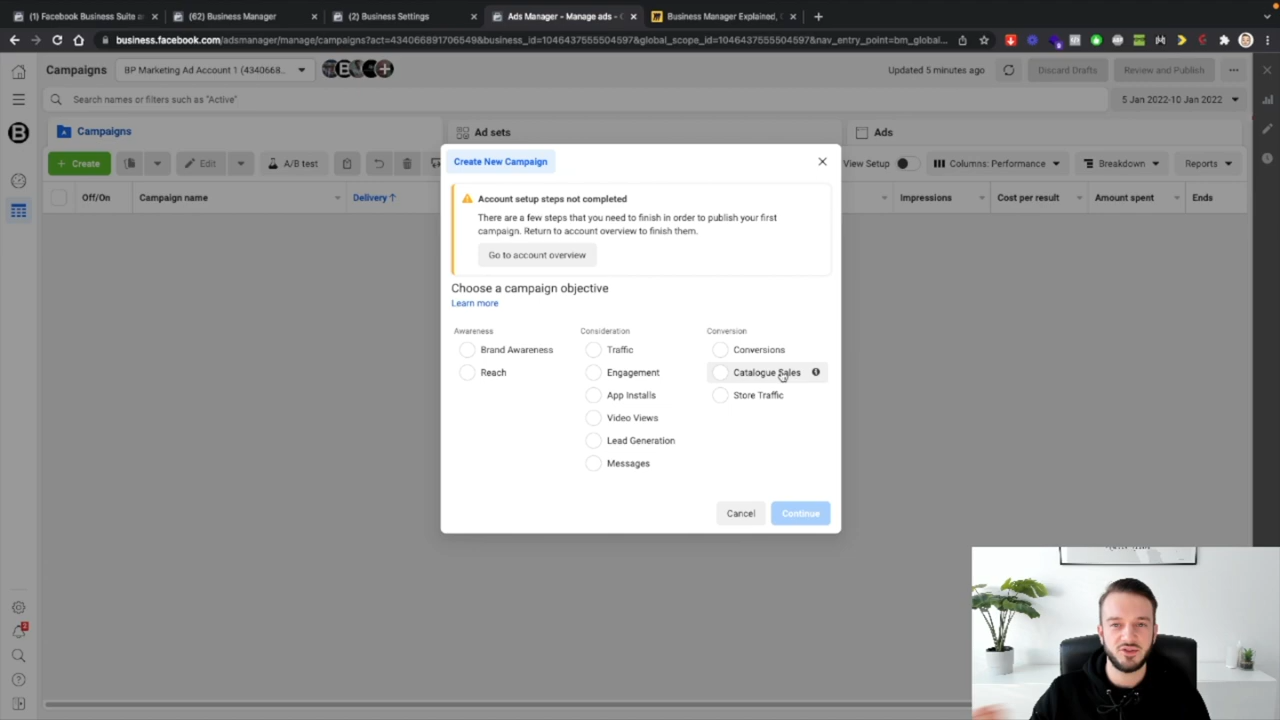 (1) Facebook Business Suite a
(62) Business Manager
(2) Business Settings
Ads Manager - Manage ads - C
Business Manager Explained,
business.facebook.com/adsmanager/manage/campaigns?act=434066891706549&business_id=10464375555045597&global_scope_id=10464375555045597&nav_entry_point=bm_global...
Campaigns
BP Marketing Ad Account 1 (4340668...
B
Updated 5 minutes ago
Discard Drafts
Review and Publish
Search names or filters such as "Active"
5 Jan 2022-10 Jan 2022
B
Campaigns
Ad sets
Ads
+ Create
Edit
A/B test
View Setup
Columns: Performance
Breakdown
Reports
Off/On
Campaign name
Delivery ↑
Impressions
Cost per result
Amount spent
Ends
Create New Campaign
Account setup steps not completed
There are a few steps that you need to finish in order to publish your first
campaign. Return to account overview to finish them.
Go to account overview
Choose a campaign objective
Learn more
Awareness
Consideration
Conversion
Brand Awareness
Traffic
Conversions
Reach
Engagement
Catalogue Sales
App Installs
Store Traffic
Video Views
Lead Generation
Messages
Cancel
Continue